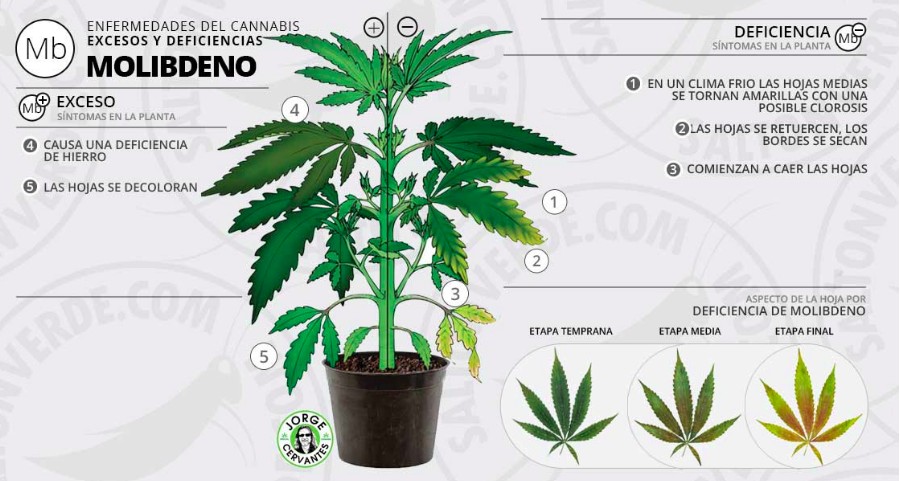 Mb
ENFERMEDADES DEL CANNABIS
EXCESOS Y DEFICIENCIAS
MOLIBDENO
+ −
Mb+ EXCESO
SÍNTOMAS EN LA PLANTA
4 CAUSA UNA DEFICIENCIA
DE HIERRO
5 LAS HOJAS SE DECOLORAN
DEFICIENCIA Mb−
SÍNTOMAS EN LA PLANTA
1 EN UN CLIMA FRIO LAS HOJAS MEDIAS
SE TORNAN AMARILLAS CON UNA
POSIBLE CLOROSIS
2 LAS HOJAS SE RETUERCEN, LOS
BORDES SE SECAN
3 COMIENZAN A CAER LAS HOJAS
4
1
2
3
5
JORGE
CERVANTES
ASPECTO DE LA HOJA POR
DEFICIENCIA DE MOLIBDENO
ETAPA TEMPRANA
ETAPA MEDIA
ETAPA FINAL